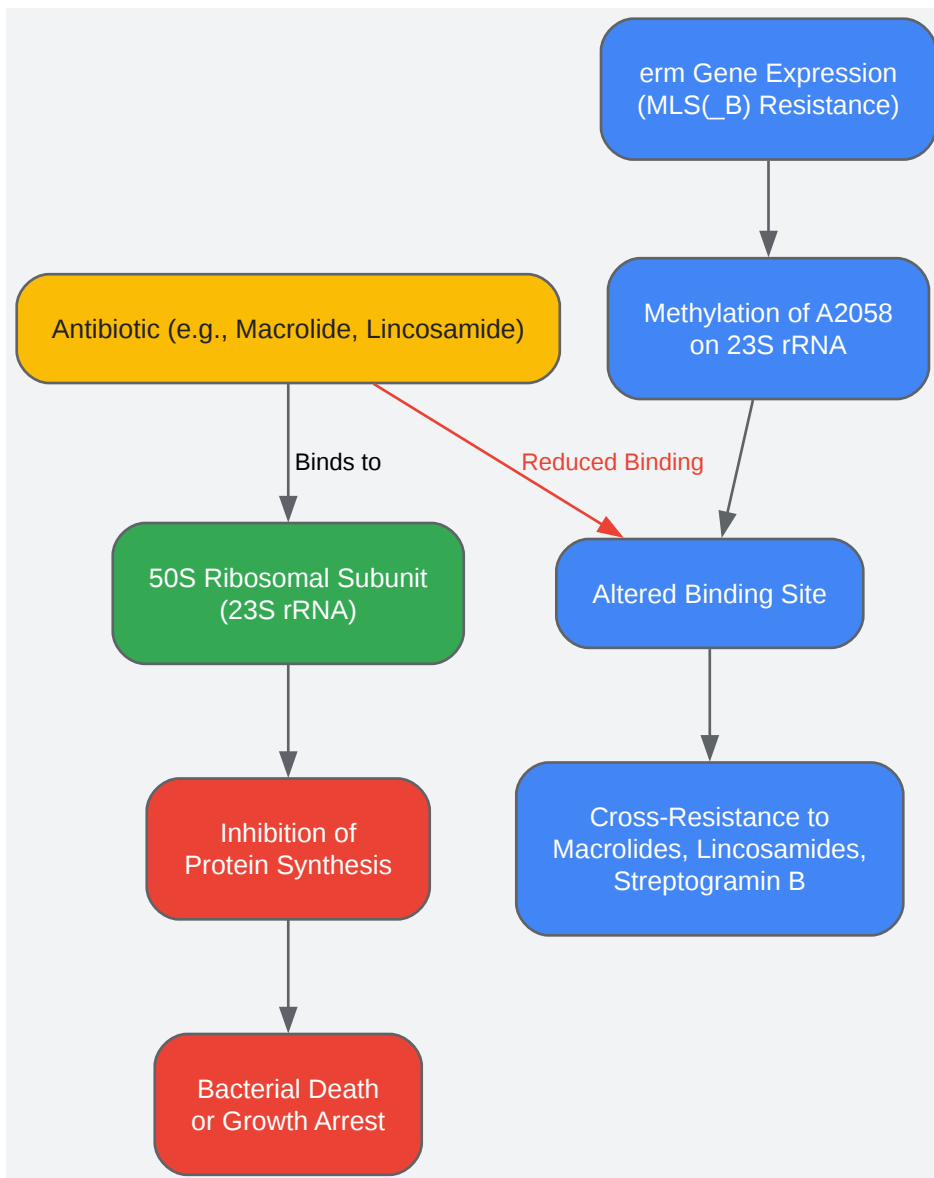 erm Gene Expression
(MLS(_B) Resistance)
Antibiotic (e.g., Macrolide, Lincosamide)
Methylation of A2058
on 23S rRNA
Binds to
Reduced Binding
50S Ribosomal Subunit
(23S rRNA)
Altered Binding Site
Inhibition of
Protein Synthesis
Cross-Resistance to
Macrolides, Lincosamides,
Streptogramin B
Bacterial Death
or Growth Arrest